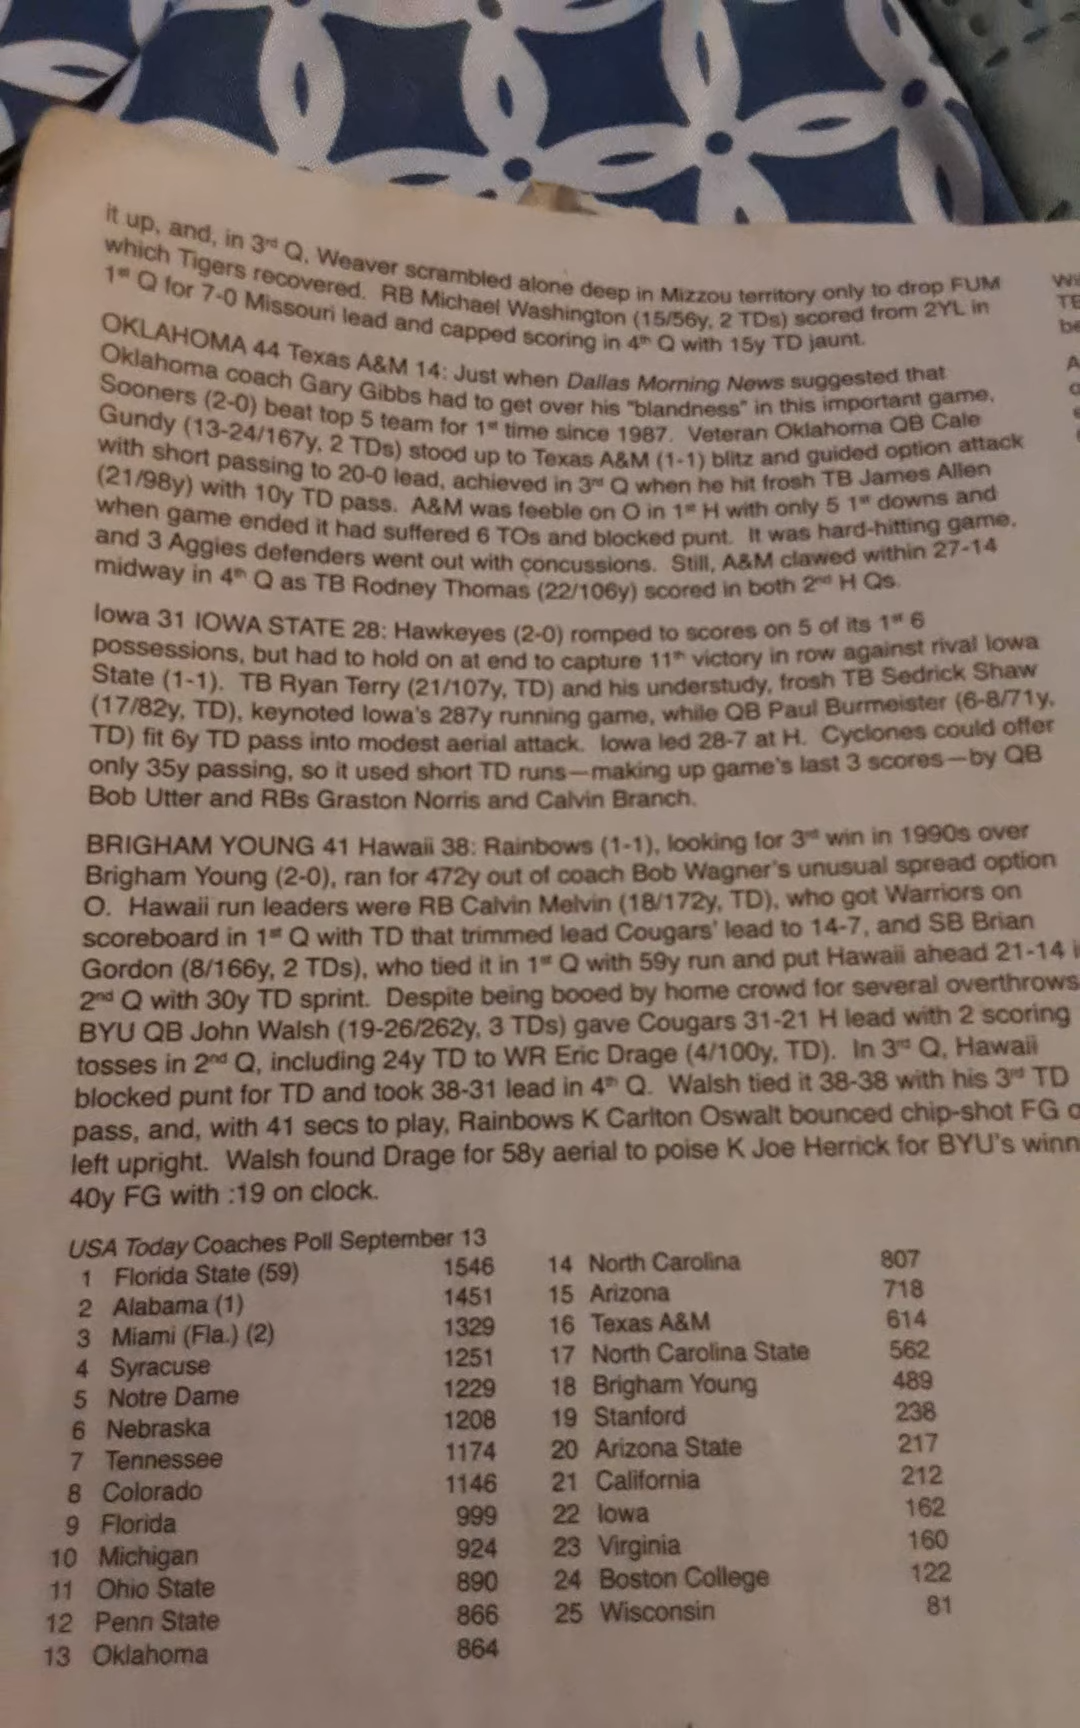 it up, and, in 3rd Q, Weaver scrambled alone deep in Mizzou territory only to drop FUM
which Tigers recovered. RB Michael Washington (15/56y, 2 TDs) scored from 2YL in
1st Q for 7-0 Missouri lead and capped scoring in 4th Q with 15y TD jaunt.
OKLAHOMA 44 Texas A&M 14: Just when Dallas Morning News suggested that
Oklahoma coach Gary Gibbs had to get over his "blandness" in this important game,
Sooners (2-0) beat top 5 team for 1st time since 1987. Veteran Oklahoma QB Cale
Gundy (13-24/167y, 2 TDs) stood up to Texas A&M (1-1) blitz and guided option attack
with short passing to 20-0 lead, achieved in 3rd Q when he hit frosh TB James Allen
(21/98y) with 10y TD pass. A&M was feeble on O in 1st H with only 5 1st downs and
when game ended it had suffered 6 TOs and blocked punt. It was hard-hitting game,
and 3 Aggies defenders went out with concussions. Still, A&M clawed within 27-14
midway in 4th Q as TB Rodney Thomas (22/106y) scored in both 2nd H Qs.
Iowa 31 IOWA STATE 28: Hawkeyes (2-0) romped to scores on 5 of its 1st 6
possessions, but had to hold on at end to capture 11th victory in row against rival Iowa
State (1-1). TB Ryan Terry (21/107y, TD) and his understudy, frosh TB Sedrick Shaw
(17/82y, TD), keynoted Iowa's 287y running game, while QB Paul Burmeister (6-8/71y,
TD) fit 6y TD pass into modest aerial attack. Iowa led 28-7 at H. Cyclones could offer
only 35y passing, so it used short TD runs—making up game's last 3 scores—by QB
Bob Utter and RBs Graston Norris and Calvin Branch.
BRIGHAM YOUNG 41 Hawaii 38: Rainbows (1-1), looking for 3rd win in 1990s over
Brigham Young (2-0), ran for 472y out of coach Bob Wagner's unusual spread option
O. Hawaii run leaders were RB Calvin Melvin (18/172y, TD), who got Warriors on
scoreboard in 1st Q with TD that trimmed lead Cougars' lead to 14-7, and SB Brian
Gordon (8/166y, 2 TDs), who tied it in 1st Q with 59y run and put Hawaii ahead 21-14
2nd Q with 30y TD sprint. Despite being booed by home crowd for several overthrows
BYU QB John Walsh (19-26/262y, 3 TDs) gave Cougars 31-21 H lead with 2 scoring
tosses in 2nd Q, including 24y TD to WR Eric Drage (4/100y, TD). In 3rd Q, Hawaii
blocked punt for TD and took 38-31 lead in 4th Q. Walsh tied it 38-38 with his 3rd TD
pass, and, with 41 secs to play, Rainbows K Carlton Oswalt bounced chip-shot FG
left upright. Walsh found Drage for 58y aerial to poise K Joe Herrick for BYU's winn
40y FG with :19 on clock.
USA Today Coaches Poll September 13
1 Florida State (59) 1546
2 Alabama (1) 1451
3 Miami (Fla.) (2) 1329
4 Syracuse 1251
5 Notre Dame 1229
6 Nebraska 1208
7 Tennessee 1174
8 Colorado 1146
9 Florida 999
10 Michigan 924
11 Ohio State 890
12 Penn State 866
13 Oklahoma 864
14 North Carolina 807
15 Arizona 718
16 Texas A&M 614
17 North Carolina State 562
18 Brigham Young 489
19 Stanford 238
20 Arizona State 217
21 California 212
22 Iowa 162
23 Virginia 160
24 Boston College 122
25 Wisconsin 81